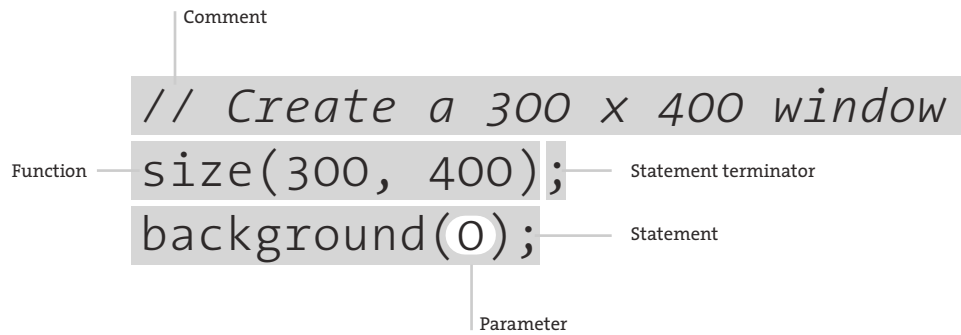 Comment
// Create a 300 x 400 window
Function
size(300, 400);
Statement terminator
background(0);
Statement
Parameter